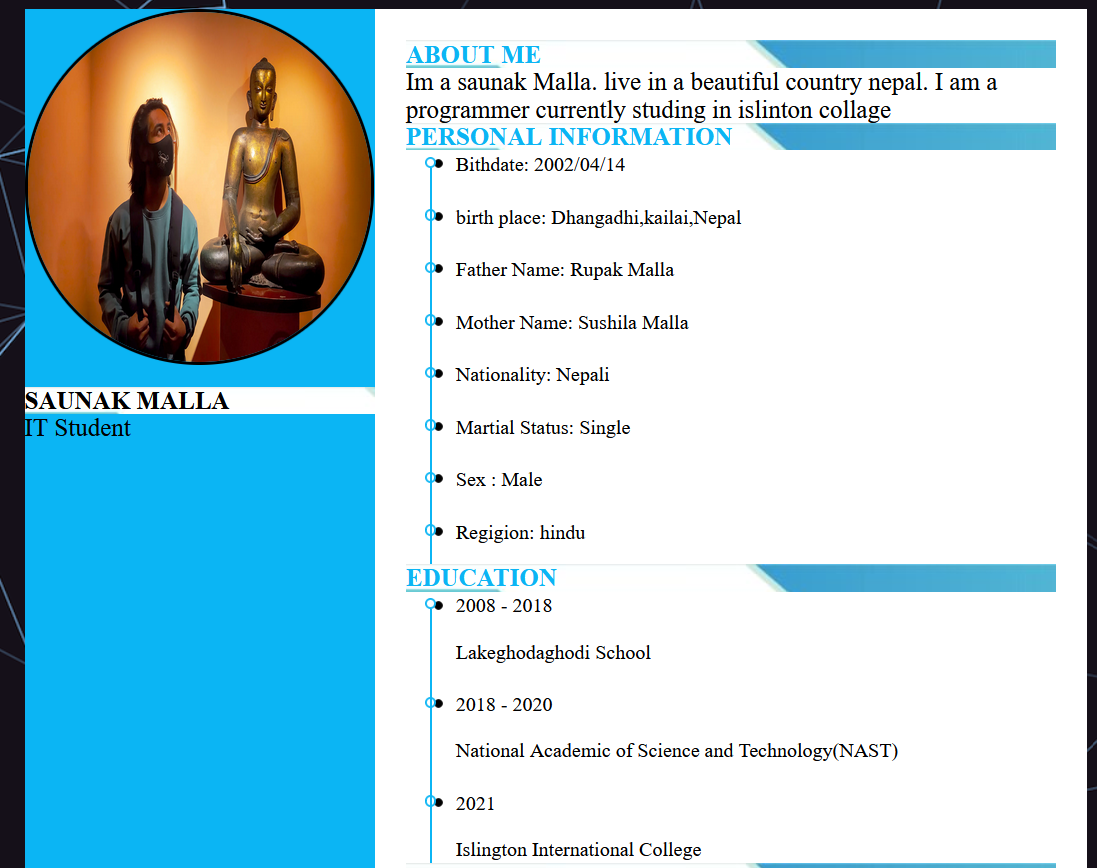 SAUNAK MALLA
IT Student
ABOUT ME
Im a saunak Malla. live in a beautiful country nepal. I am a
programmer currently studing in islinton collage
PERSONAL INFORMATION
Bithdate: 2002/04/14
birth place: Dhangadhi,kailai,Nepal
Father Name: Rupak Malla
Mother Name: Sushila Malla
Nationality: Nepali
Martial Status: Single
Sex : Male
Regigion: hindu
EDUCATION
2008 - 2018
Lakeghodaghodi School
2018 - 2020
National Academic of Science and Technology(NAST)
2021
Islington International College